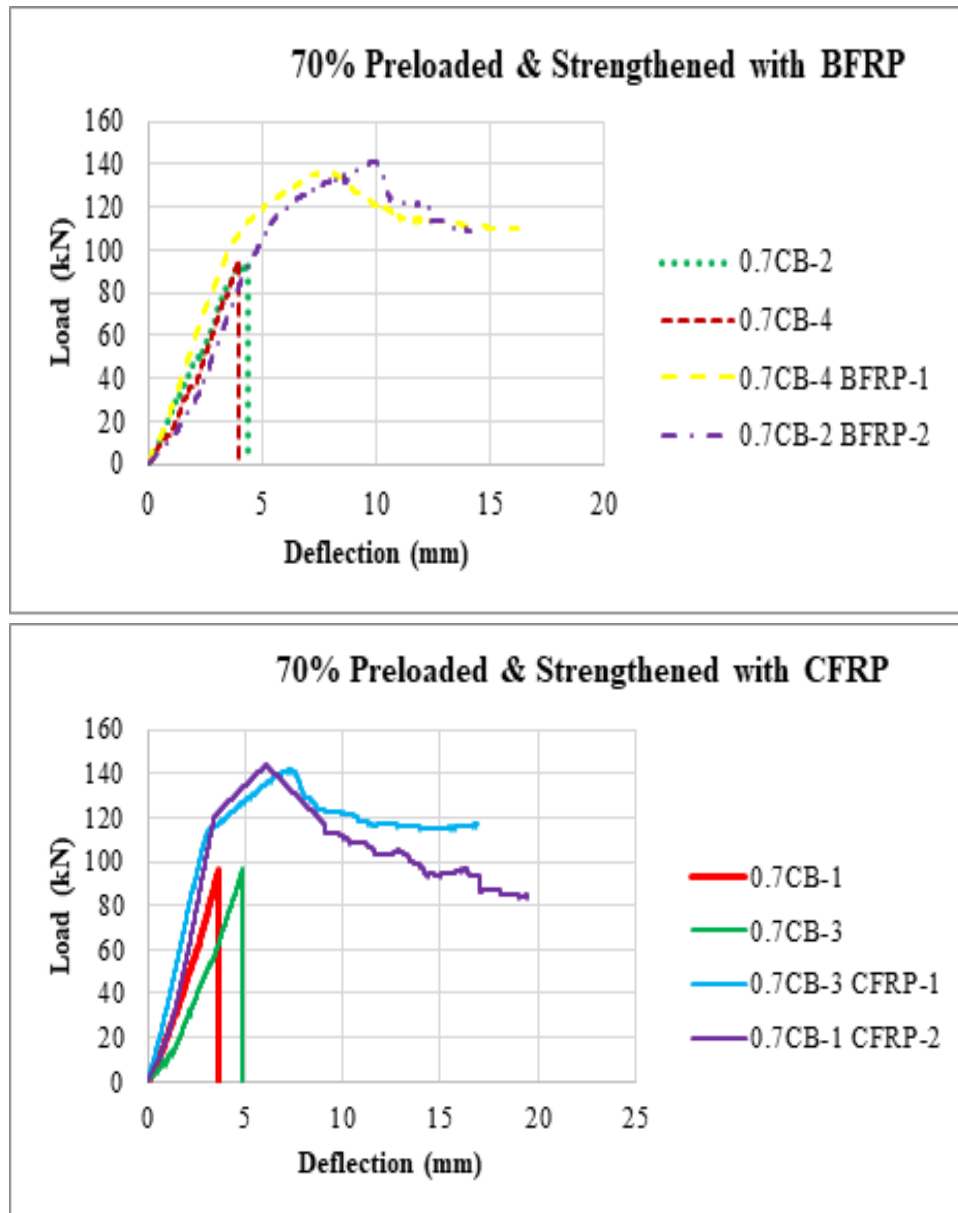 70% Preloaded & Strengthened with BFRP
160
140
120
100
80
60
40
20
0
Load (kN)
0 5 10 15 20
Deflection (mm)
0.7CB-2
0.7CB-4
0.7CB-4 BFRP-1
0.7CB-2 BFRP-2
70% Preloaded & Strengthened with CFRP
160
140
120
100
80
60
40
20
0
Load (kN)
0 5 10 15 20 25
Deflection (mm)
0.7CB-1
0.7CB-3
0.7CB-3 CFRP-1
0.7CB-1 CFRP-2